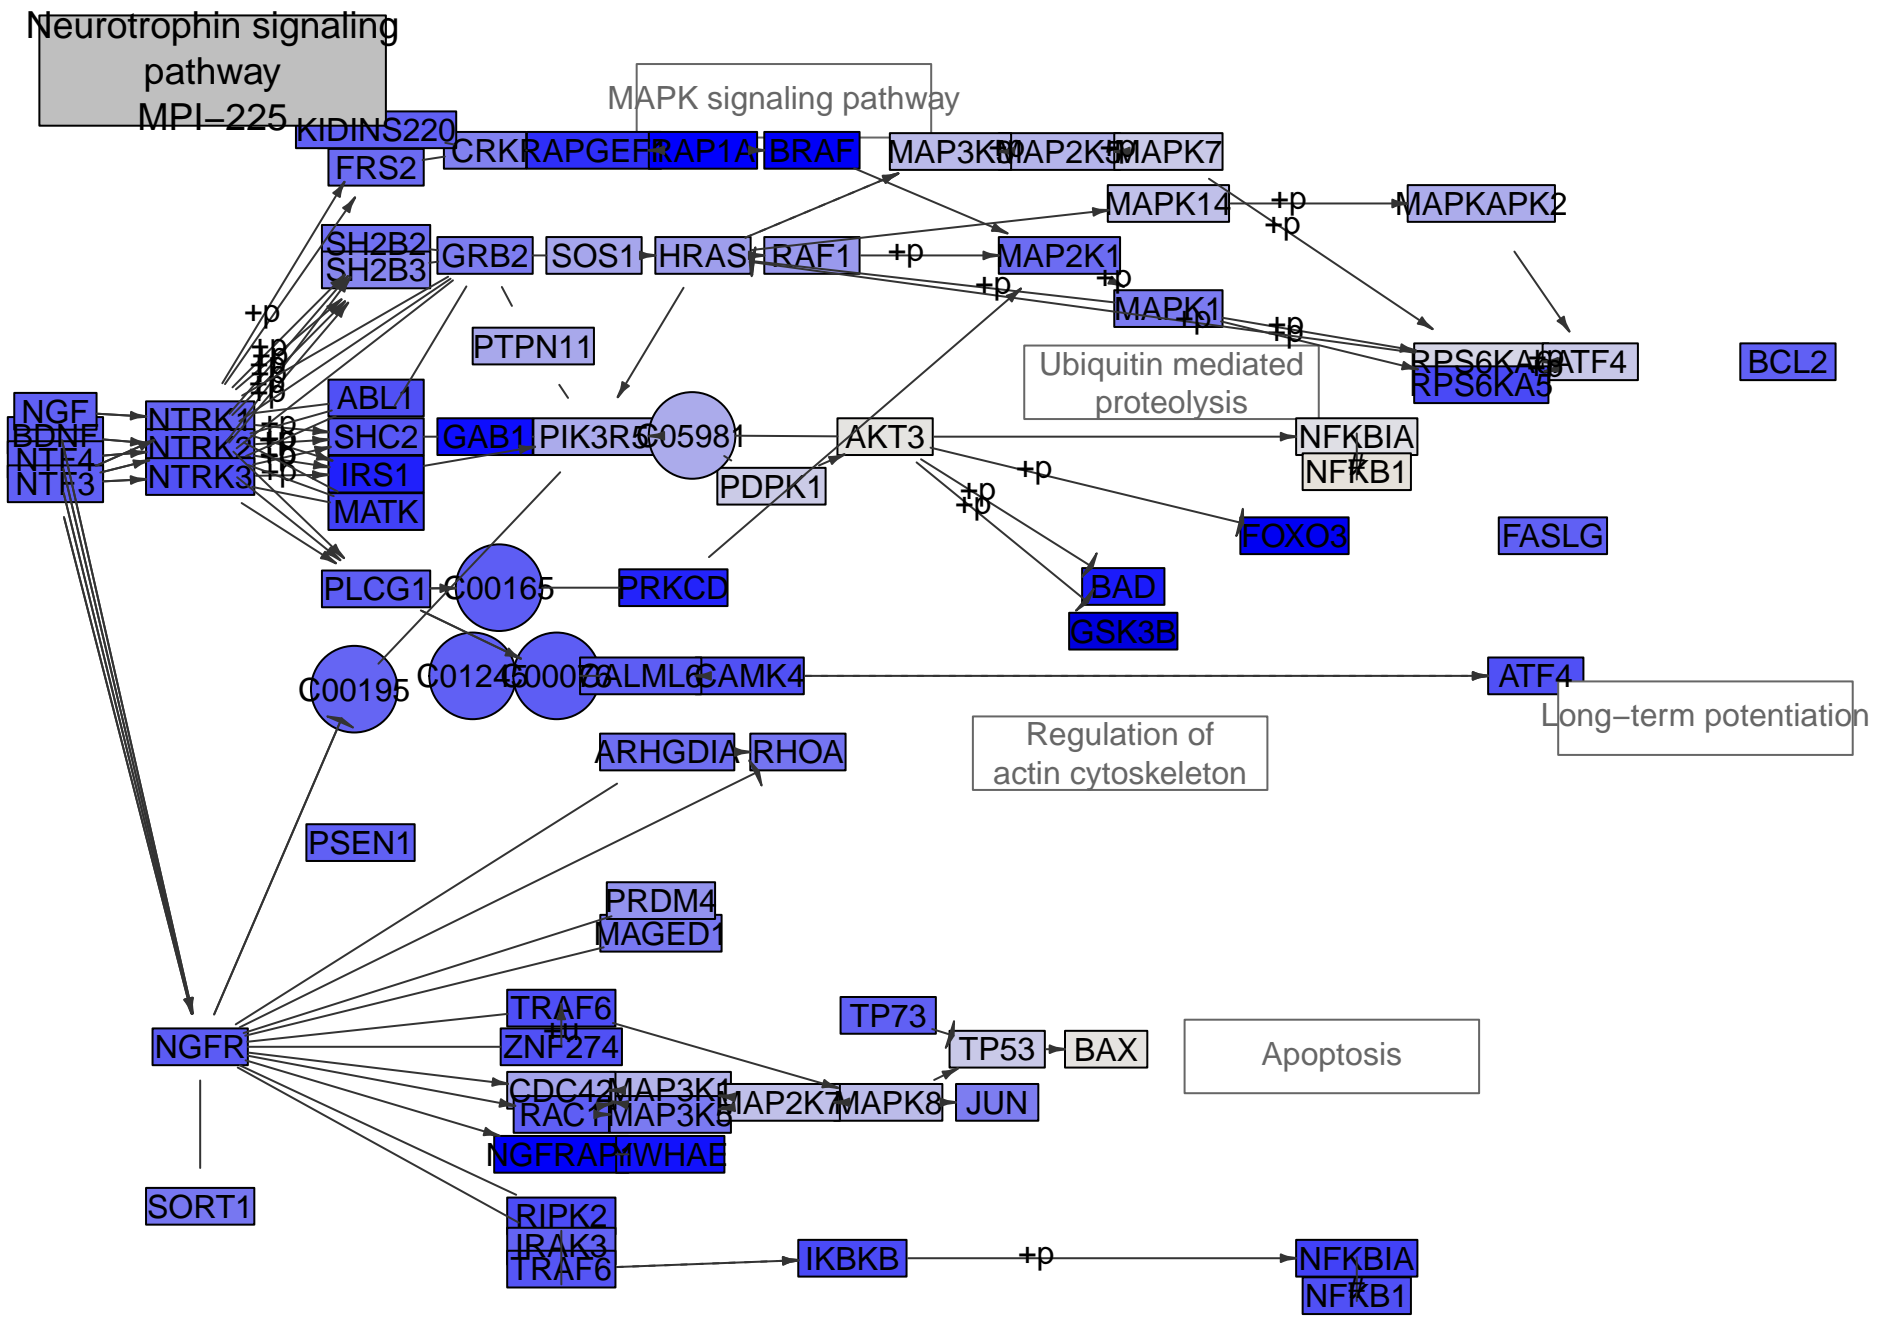 Neurotrophin signaling
pathway
MPI−225
MAPK signaling pathway
KIDINS220
FRS2
RAP1A
BRAF
MAP2K5
MAPK7
MAPK14
+p
MAPKAPK2
+p
SH2B2
SH2B3
GRB2
SOS1
HRAS
RAF1
+p
MAP2K1
+p
+p
MAPK1
+p
+p
+p
+p
PTPN11
Ubiquitin mediated
proteolysis
RPS6KA5
ATF4
BCL2
+p
+p
+p
+p
+p
ABL1
NGF
BDNF
NTF4
NTF3
NTRK1
NTRK2
NTRK3
+p
+p
+p
+p
SHC2
IRS1
MATK
GAB1
PIK3R5
C05981
PDPK1
AKT3
+p
+p
+p
NFKBIA
NFKB1
FOXO3
FASLG
PLCG1
C00165
PRKCD
BAD
GSK3B
C00195
C01245
C00076
CALML6
CAMK4
ATF4
Long−term potentiation
Regulation of
actin cytoskeleton
ARHGDIA
RHOA
PSEN1
PRDM4
MAGED1
TRAF6
+u
ZNF274
TP73
TP53
BAX
Apoptosis
NGFR
CDC42
RAC1
MAP3K1
MAP3K5
MAP2K7
MAPK8
JUN
NGFRAP1
YWHAE
SORT1
RIPK2
IRAK3
TRAF6
IKBKB
+p
NFKBIA
NFKB1